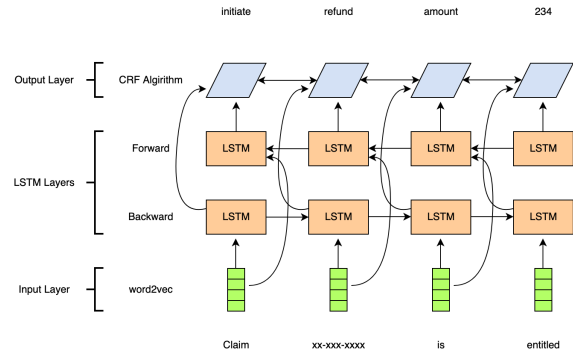 initiate refund amount 234
Output Layer CRF Algirithm
Forward LSTM LSTM LSTM LSTM
LSTM Layers
Backward LSTM LSTM LSTM LSTM
Input Layer word2vec
Claim xx-xxx-xxxx is entitled